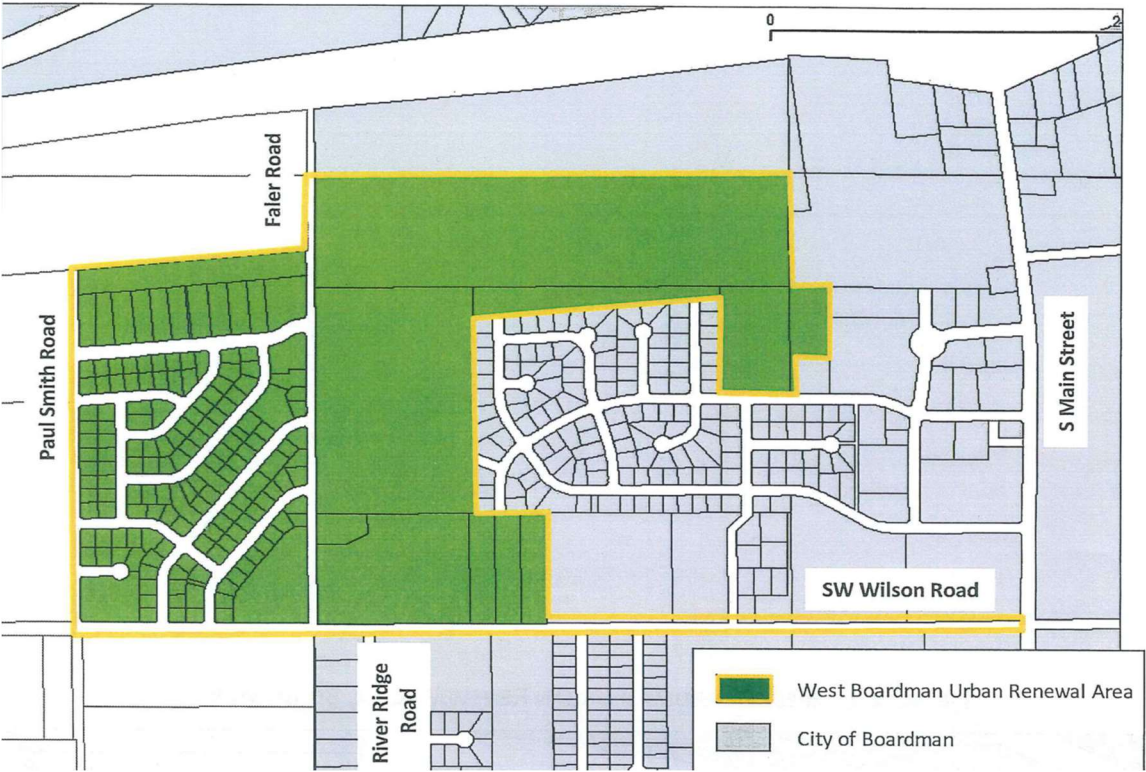 0
.2
Faler Road
Paul Smith Road
S Main Street
SW Wilson Road
River Ridge
Road
West Boardman Urban Renewal Area
City of Boardman